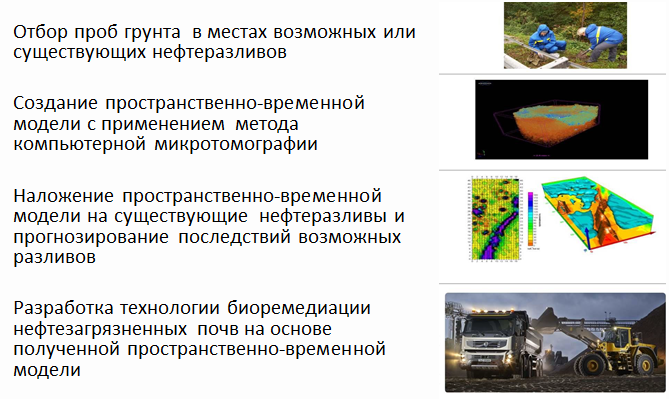 Отбор проб грунта в местах возможных или
существующих нефтеразливов
Создание пространственно-временной
модели с применением метода
компьютерной микротомографии
Наложение пространственно-временной
модели на существующие нефтеразливы и
прогнозирование последствий возможных
разливов
Разработка технологии биоремедиации
нефтезагрязненных почв на основе
полученной пространственно-временной
модели